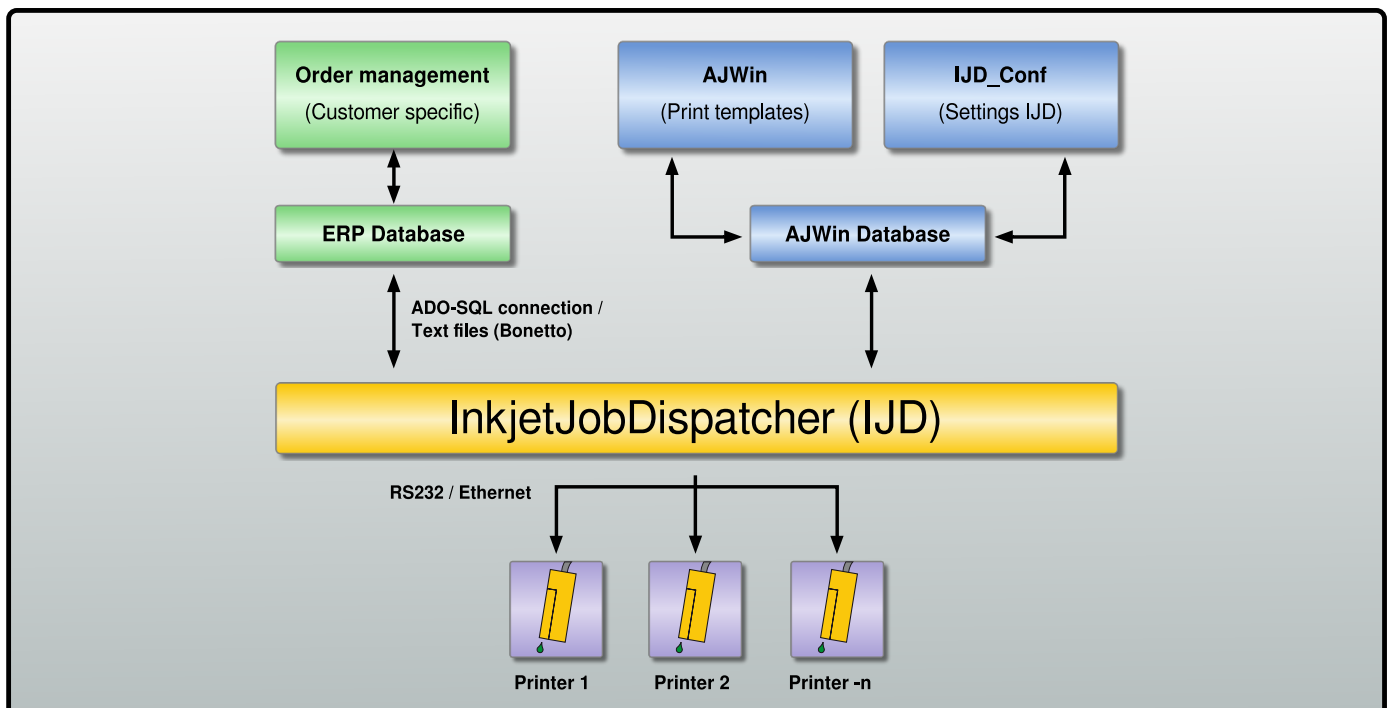 Order management
(Customer specific)
AJWin
(Print templates)
IJD_Conf
(Settings IJD)
ERP Database
AJWin Database
ADO-SQL connection /
Text files (Bonetto)
InkjetJobDispatcher (IJD)
RS232 / Ethernet
Printer 1
Printer 2
Printer -n